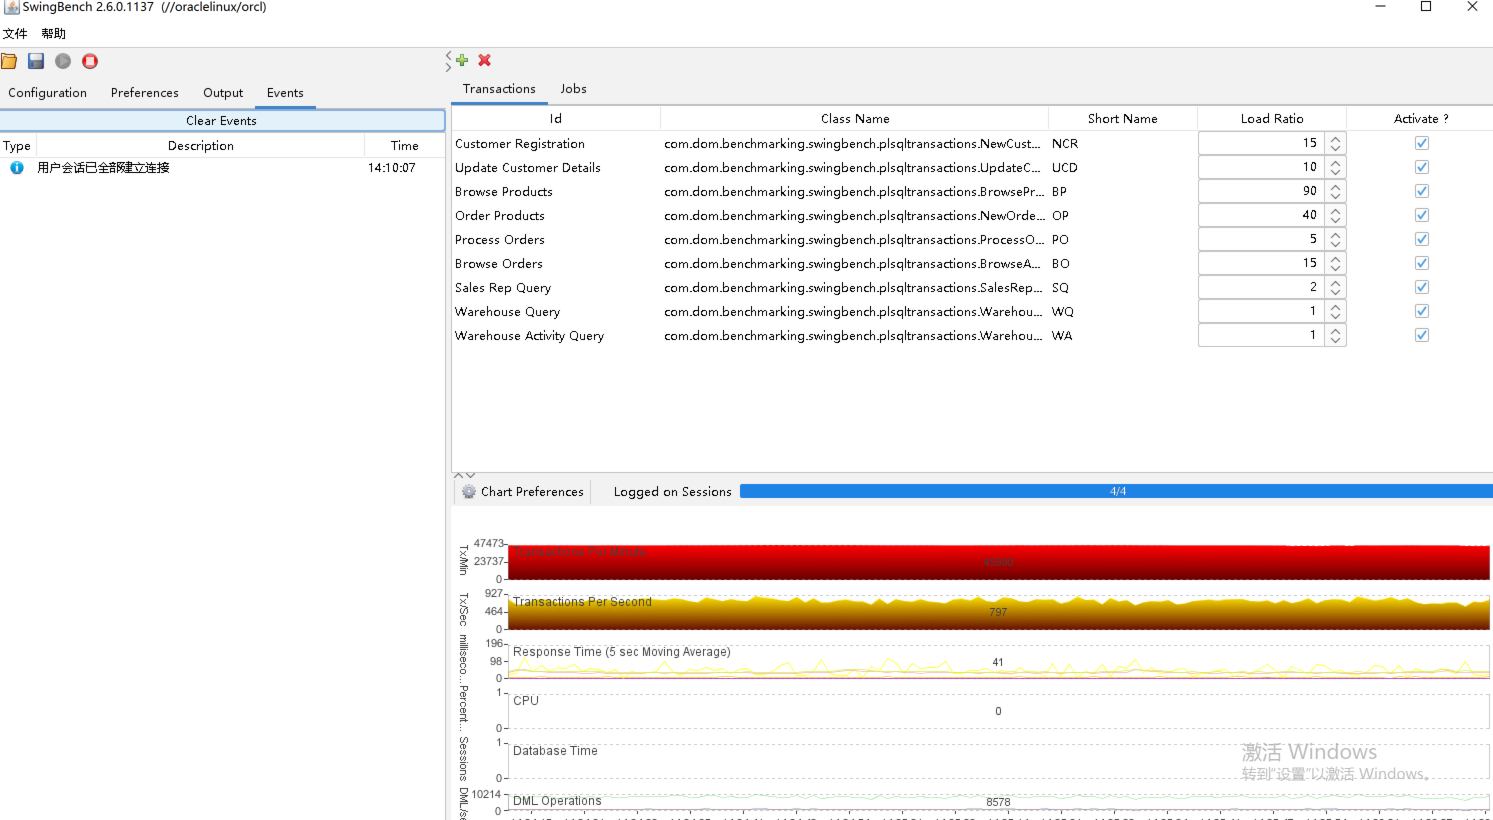 SwingBench 2.6.0.1137 (//oraclelinux/orcl)
文件 帮助
Configuration Preferences Output Events
Clear Events
Type Description Time
用户会话已全部建立连接 14:10:07
Transactions Jobs
Id Class Name Short Name Load Ratio Activate ?
Customer Registration com.dom.benchmarking.swingbench.plsqltransactions.NewCust... NCR 15
Update Customer Details com.dom.benchmarking.swingbench.plsqltransactions.UpdateC... UCD 10
Browse Products com.dom.benchmarking.swingbench.plsqltransactions.BrowsePr... BP 90
Order Products com.dom.benchmarking.swingbench.plsqltransactions.NewOrde... OP 40
Process Orders com.dom.benchmarking.swingbench.plsqltransactions.ProcessO... PO 5
Browse Orders com.dom.benchmarking.swingbench.plsqltransactions.BrowseA... BO 15
Sales Rep Query com.dom.benchmarking.swingbench.plsqltransactions.SalesRep... SQ 2
Warehouse Query com.dom.benchmarking.swingbench.plsqltransactions.Warehou... WQ 1
Warehouse Activity Query com.dom.benchmarking.swingbench.plsqltransactions.Warehou... WA 1
Chart Preferences Logged on Sessions 4/4
Tx/Min 47473 23737 0 Transactions Per Minute
Tx/Sec 927 464 0 Transactions Per Second 797
milliseco... 196 98 0 Response Time (5 sec Moving Average) 41
Percent... 1 0 CPU 0
Sessions 1 0 Database Time
DML/se 10214 0 DML Operations 8578
激活 Windows
转到"设置"以激活 Windows。